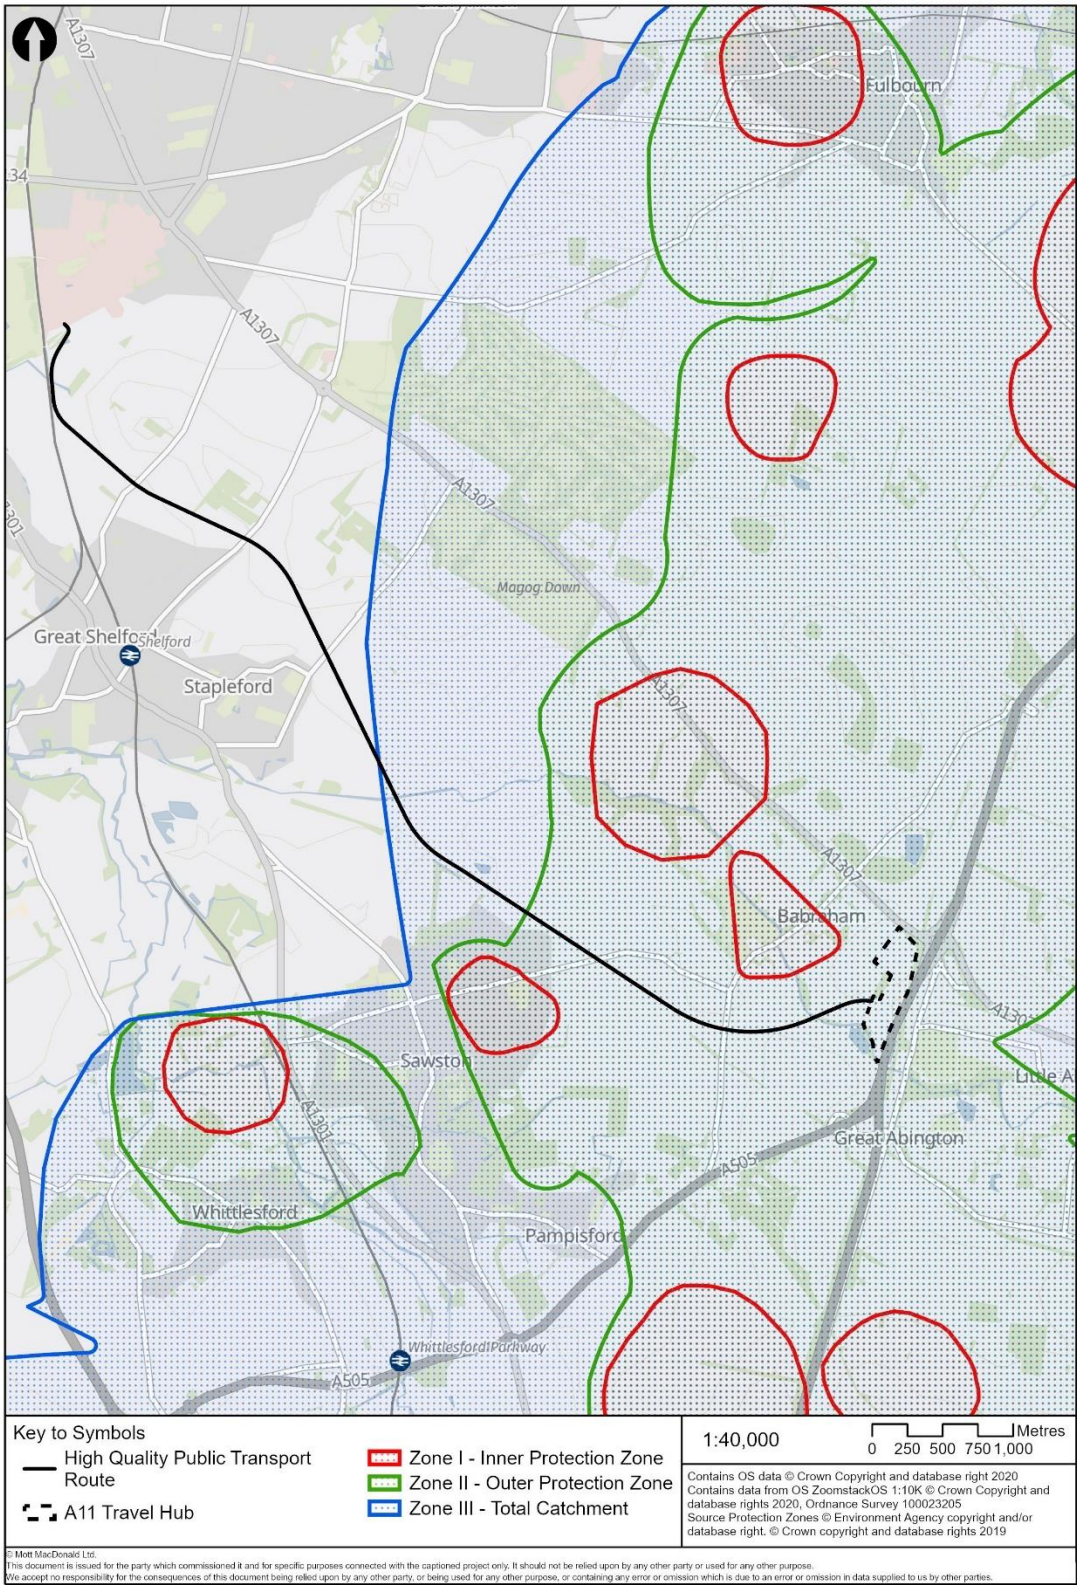 A1307
Fulbourn
A1307
A1307
Magog Down
Great Shelford
Shelford
Stapleford
A1307
A1307
Babraham
A1307
Sawston
Little A
A1301
Great Abington
A505
Whittlesford
Pampisford
Whittlesford Parkway
A505
Key to Symbols
High Quality Public Transport
Route
A11 Travel Hub
Zone I - Inner Protection Zone
Zone II - Outer Protection Zone
Zone III - Total Catchment
1:40,000
Metres
0 250 500 750 1,000
Contains OS data © Crown Copyright and database right 2020
Contains data from OS ZoomstackOS 1:10K © Crown Copyright and
database rights 2020, Ordnance Survey 100023205
Source Protection Zones © Environment Agency copyright and/or
database right. © Crown copyright and database rights 2019
© Mott MacDonald Ltd.
This document is issued for the party which commissioned it and for specific purposes connected with the captioned project only. It should not be relied upon by any other party or used for any other purpose.
We accept no responsibility for the consequences of this document being relied upon by any other party, or being used for any other purpose, or containing any error or omission which is due to an error or omission in data supplied to us by other parties.